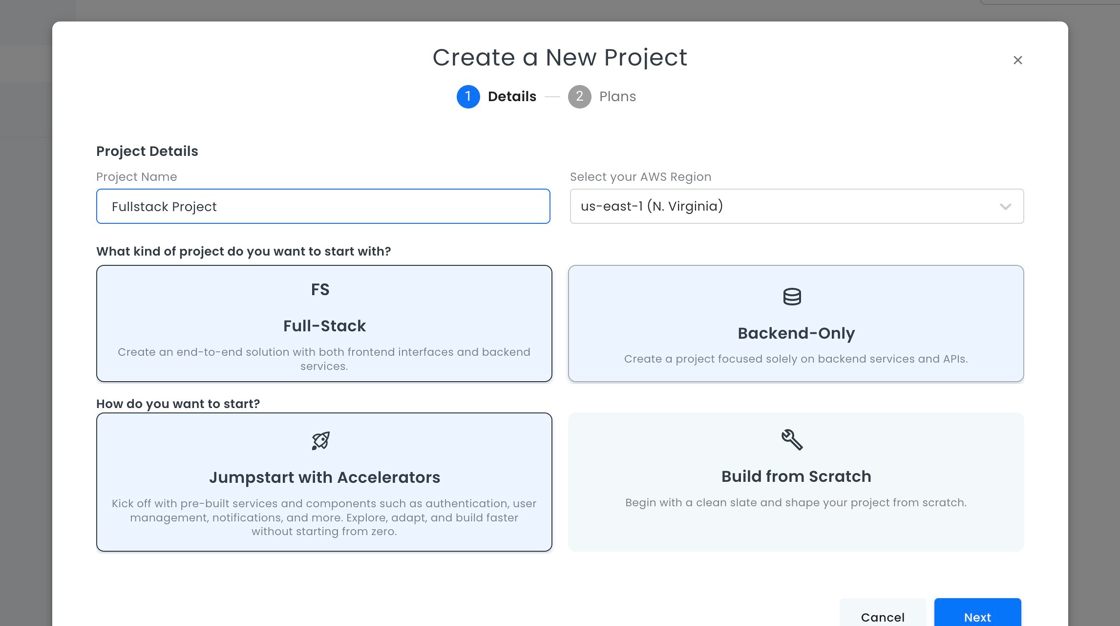 Create a New Project
1 Details 2 Plans
Project Details
Project Name
Select your AWS Region
Fullstack Project
us-east-1 (N. Virginia)
What kind of project do you want to start with?
FS
Full-Stack
Create an end-to-end solution with both frontend interfaces and backend
services.
Backend-Only
Create a project focused solely on backend services and APIs.
How do you want to start?
Jumpstart with Accelerators
Kick off with pre-built services and components such as authentication, user
management, notifications, and more. Explore, adapt, and build faster
without starting from zero.
Build from Scratch
Begin with a clean slate and shape your project from scratch.
Cancel
Next